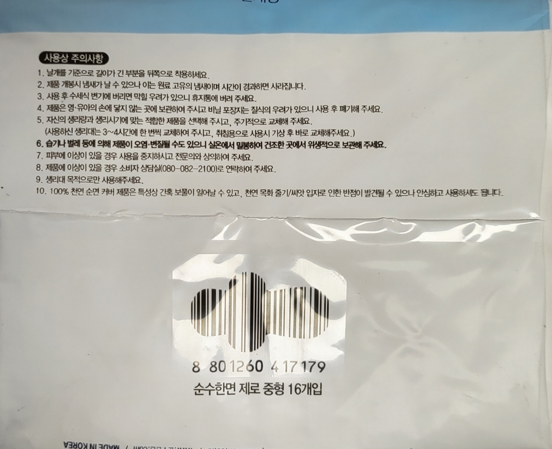 사용상 주의사항
1. 날개를 기준으로 길이가 긴 부분을 뒤쪽으로 착용하세요.
2. 제품 개봉시 냄새가 날 수 있으나 이는 원료 고유의 냄새이며 시간이 경과하면 사라집니다.
3. 사용 후 수세식 변기에 버리면 막힐 우려가 있으니 휴지통에 버려 주세요.
4. 제품은 영·유아의 손에 닿지 않는 곳에 보관하여 주시고 비닐 포장지는 질식의 우려가 있으니 사용 후 폐기해 주세요.
5. 자신의 생리량과 생리시기에 맞는 적합한 제품을 선택해 주시고, 주기적으로 교체해 주세요.
(사용하신 생리대는 3~4시간에 한 번씩 교체하여 주시고, 취침용으로 사용시 기상 후 바로 교체해주세요.)
6. 습기나 벌레 등에 의해 제품이 오염·변질될 수도 있으니 실온에서 밀봉하여 건조한 곳에서 위생적으로 보관해 주세요.
7. 피부에 이상이 있을 경우 사용을 중지하시고 전문의와 상의하여 주세요.
8. 제품에 이상이 있을 경우 소비자 상담실(080-082-2100)로 연락하여 주세요.
9. 생리대 목적으로만 사용해주세요.
10. 100% 천연 순면 커버 제품은 특성상 간혹 보풀이 일어날 수 있고, 천연 목화 줄기/씨앗 입자로 인한 반점이 발견될 수 있으나 안심하고 사용하셔도 됩니다.
8 801260 417179
순수한면 제로 중형 16개입
MADE IN KOREA